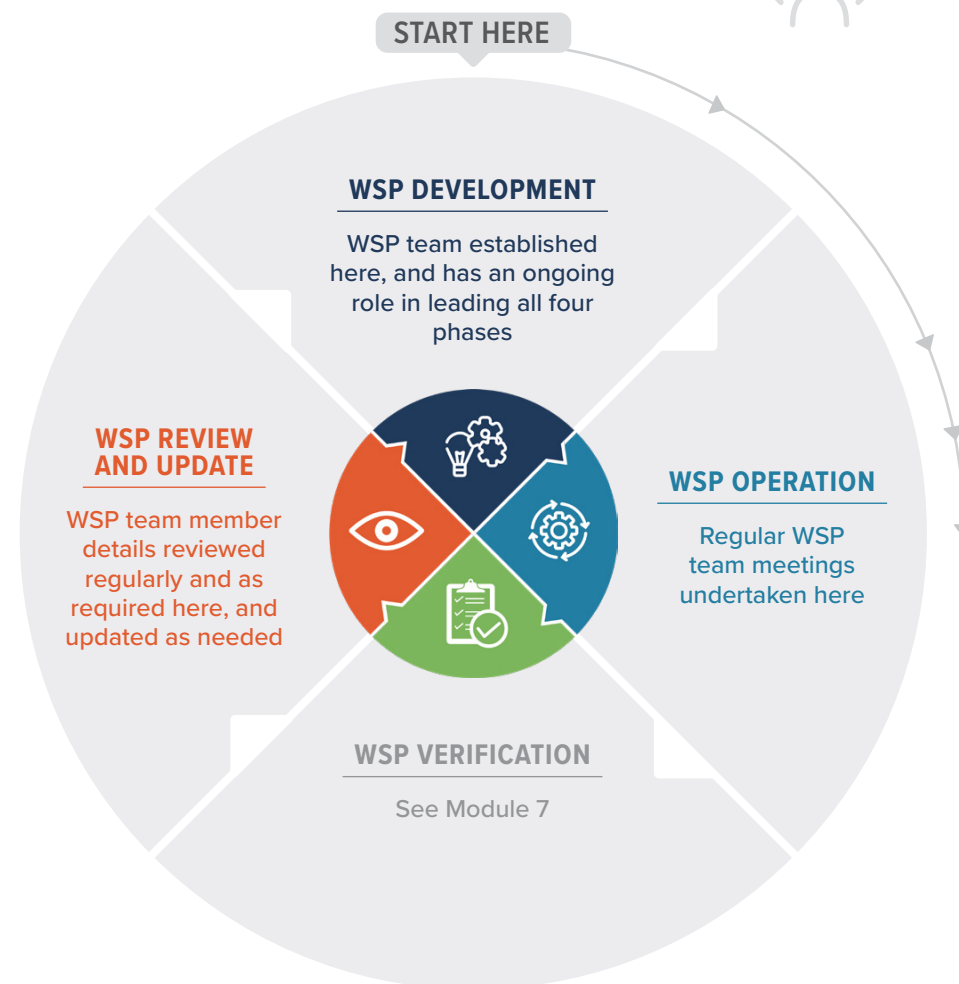 START HERE
WSP DEVELOPMENT
WSP team established
here, and has an ongoing
role in leading all four
phases
WSP OPERATION
Regular WSP
team meetings
undertaken here
WSP VERIFICATION
See Module 7
WSP REVIEW
AND UPDATE
WSP team member
details reviewed
regularly and as
required here, and
updated as needed